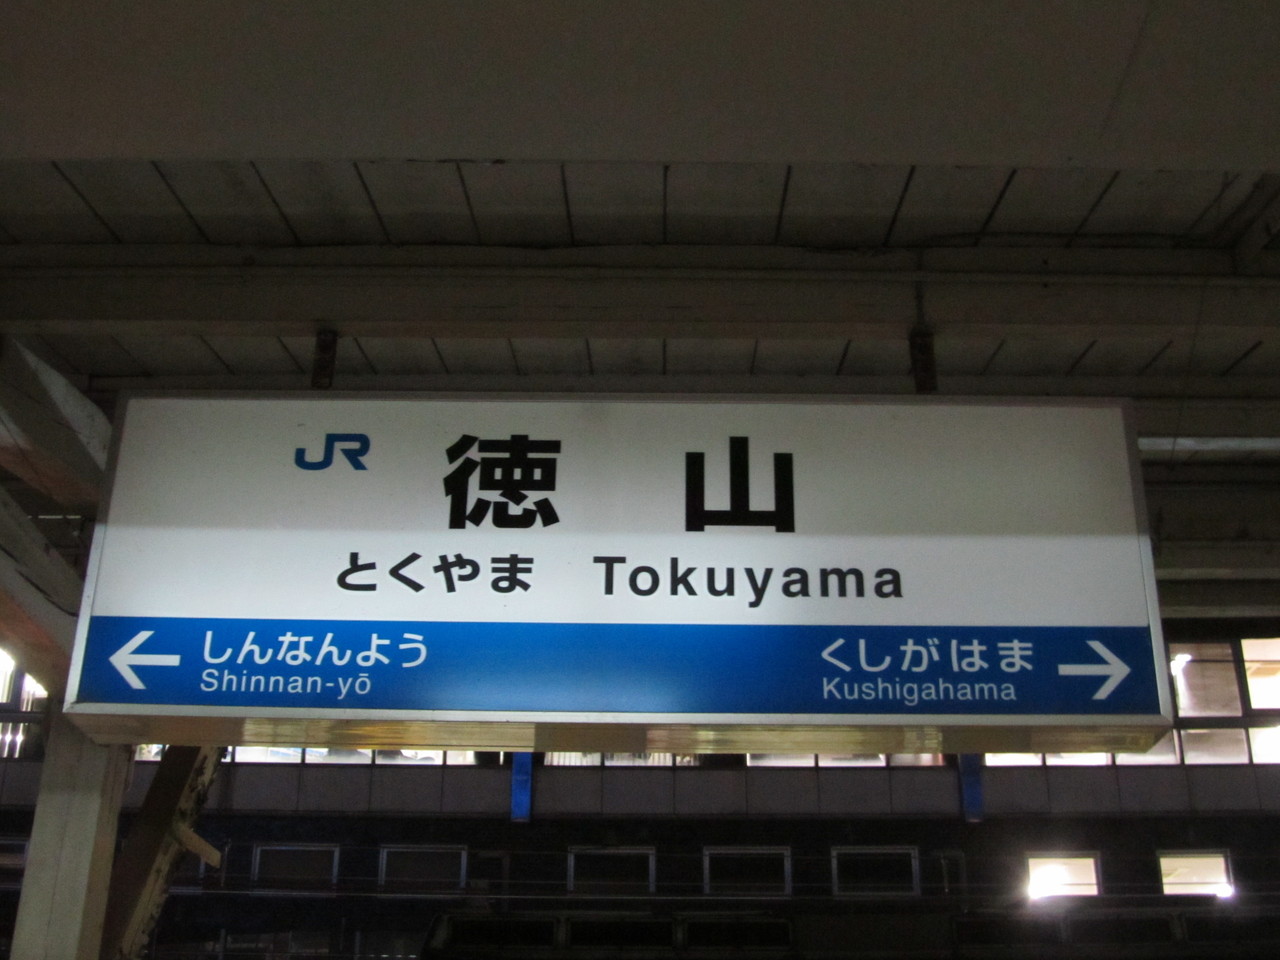 JR 徳山
とくやま Tokuyama
← しんなんよう くしがはま →
Shinnan-yō Kushigahama